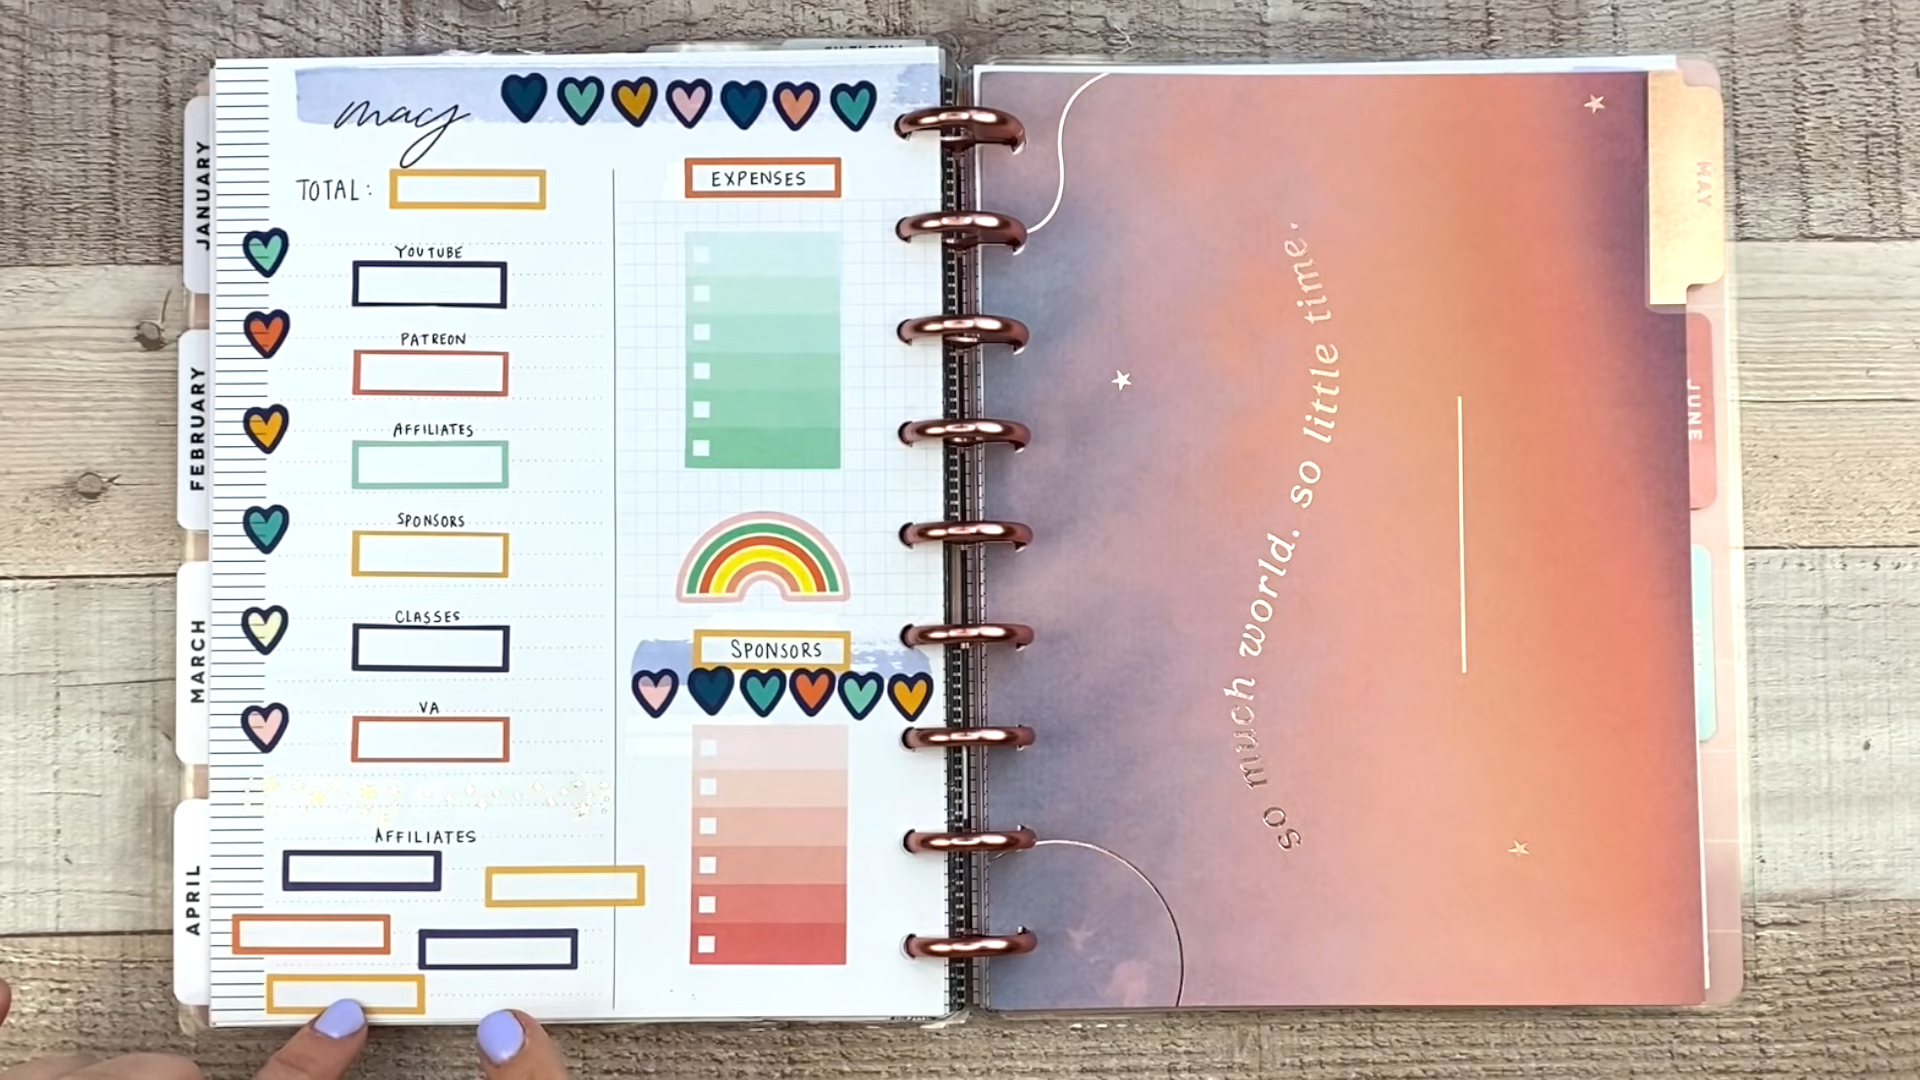 may
TOTAL:
YOUTUBE
PATREON
AFFILIATES
SPONSORS
CLASSES
VA
AFFILIATES
EXPENSES
SPONSORS
JANUARY
FEBRUARY
MARCH
APRIL
so much world. so little time.
MAY
JUNE